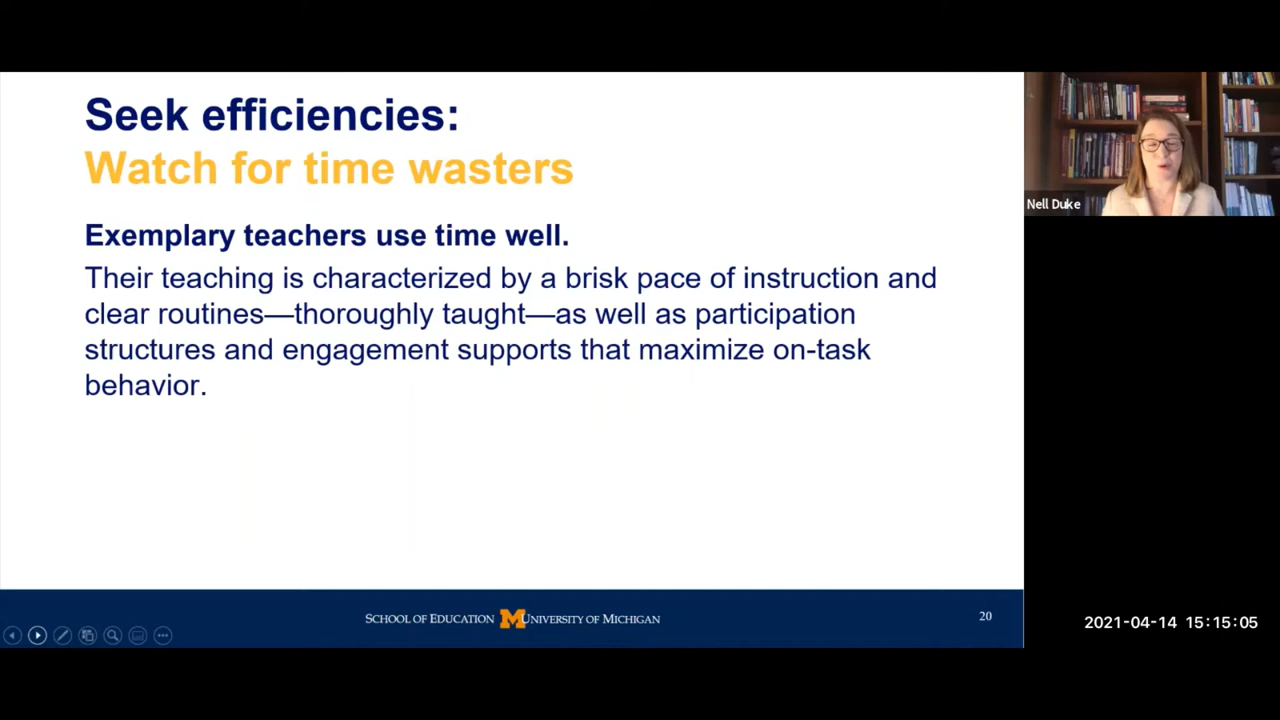 Seek efficiencies:
Watch for time wasters
Exemplary teachers use time well.
Their teaching is characterized by a brisk pace of instruction and
clear routines—thoroughly taught—as well as participation
structures and engagement supports that maximize on-task
behavior.
Nell Duke
SCHOOL OF EDUCATION M UNIVERSITY OF MICHIGAN
20
2021-04-14 15:15:05